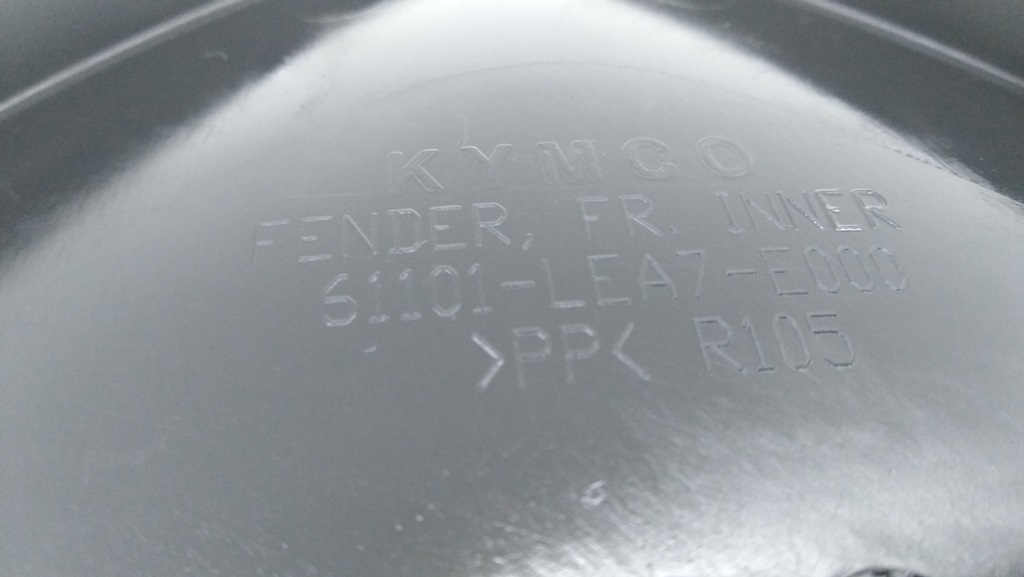 KYMCO
FENDER, FR. INNER
61101-LEA7-E000
>PP< R105